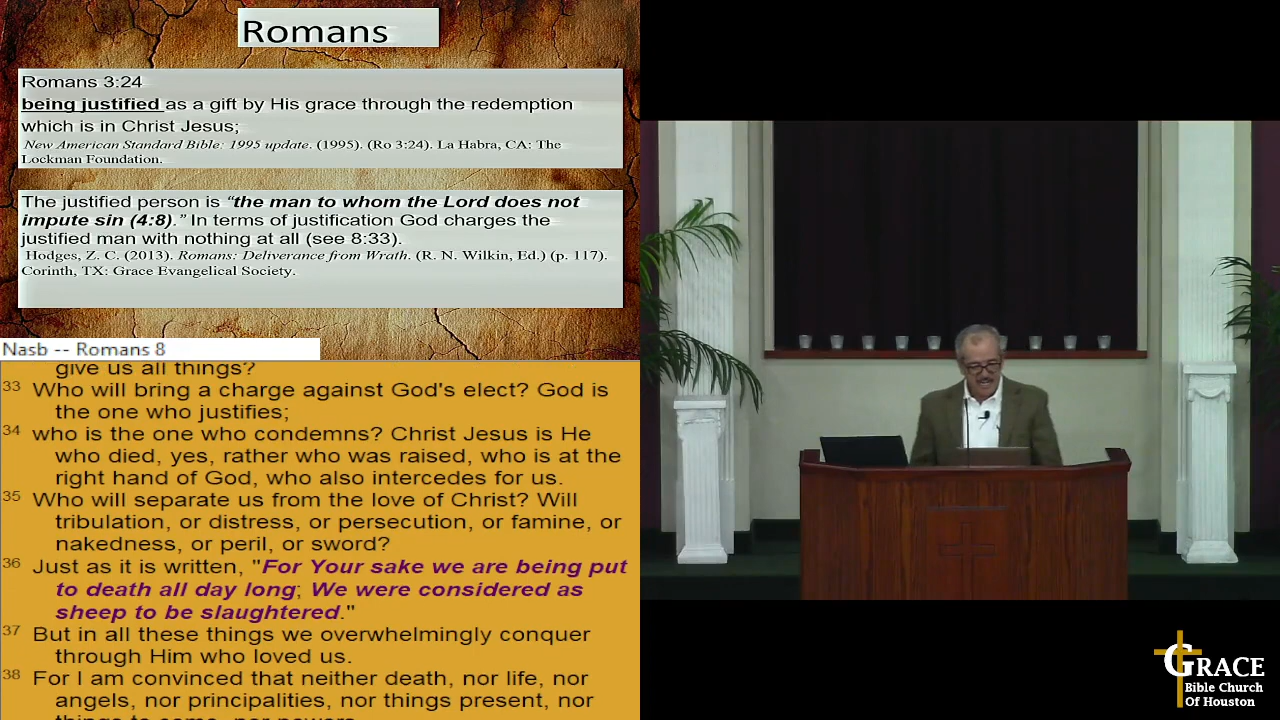 Romans
Romans 3:24
being justified as a gift by His grace through the redemption
which is in Christ Jesus;
New American Standard Bible: 1995 update. (1995). (Ro 3:24). La Habra, CA: The
Lockman Foundation.
The justified person is “the man to whom the Lord does not
impute sin (4:8).” In terms of justification God charges the
justified man with nothing at all (see 8:33).
Hodges, Z. C. (2013). Romans: Deliverance from Wrath. (R. N. Wilkin, Ed.) (p. 117).
Corinth, TX: Grace Evangelical Society.
Nasb -- Romans 8
give us all things?
33 Who will bring a charge against God's elect? God is
the one who justifies;
34 who is the one who condemns? Christ Jesus is He
who died, yes, rather who was raised, who is at the
right hand of God, who also intercedes for us.
35 Who will separate us from the love of Christ? Will
tribulation, or distress, or persecution, or famine, or
nakedness, or peril, or sword?
36 Just as it is written, "For Your sake we are being put
to death all day long; We were considered as
sheep to be slaughtered."
37 But in all these things we overwhelmingly conquer
through Him who loved us.
38 For I am convinced that neither death, nor life, nor
angels, nor principalities, nor things present, nor
things to come, nor powers,
GRACE
Bible Church
Of Houston